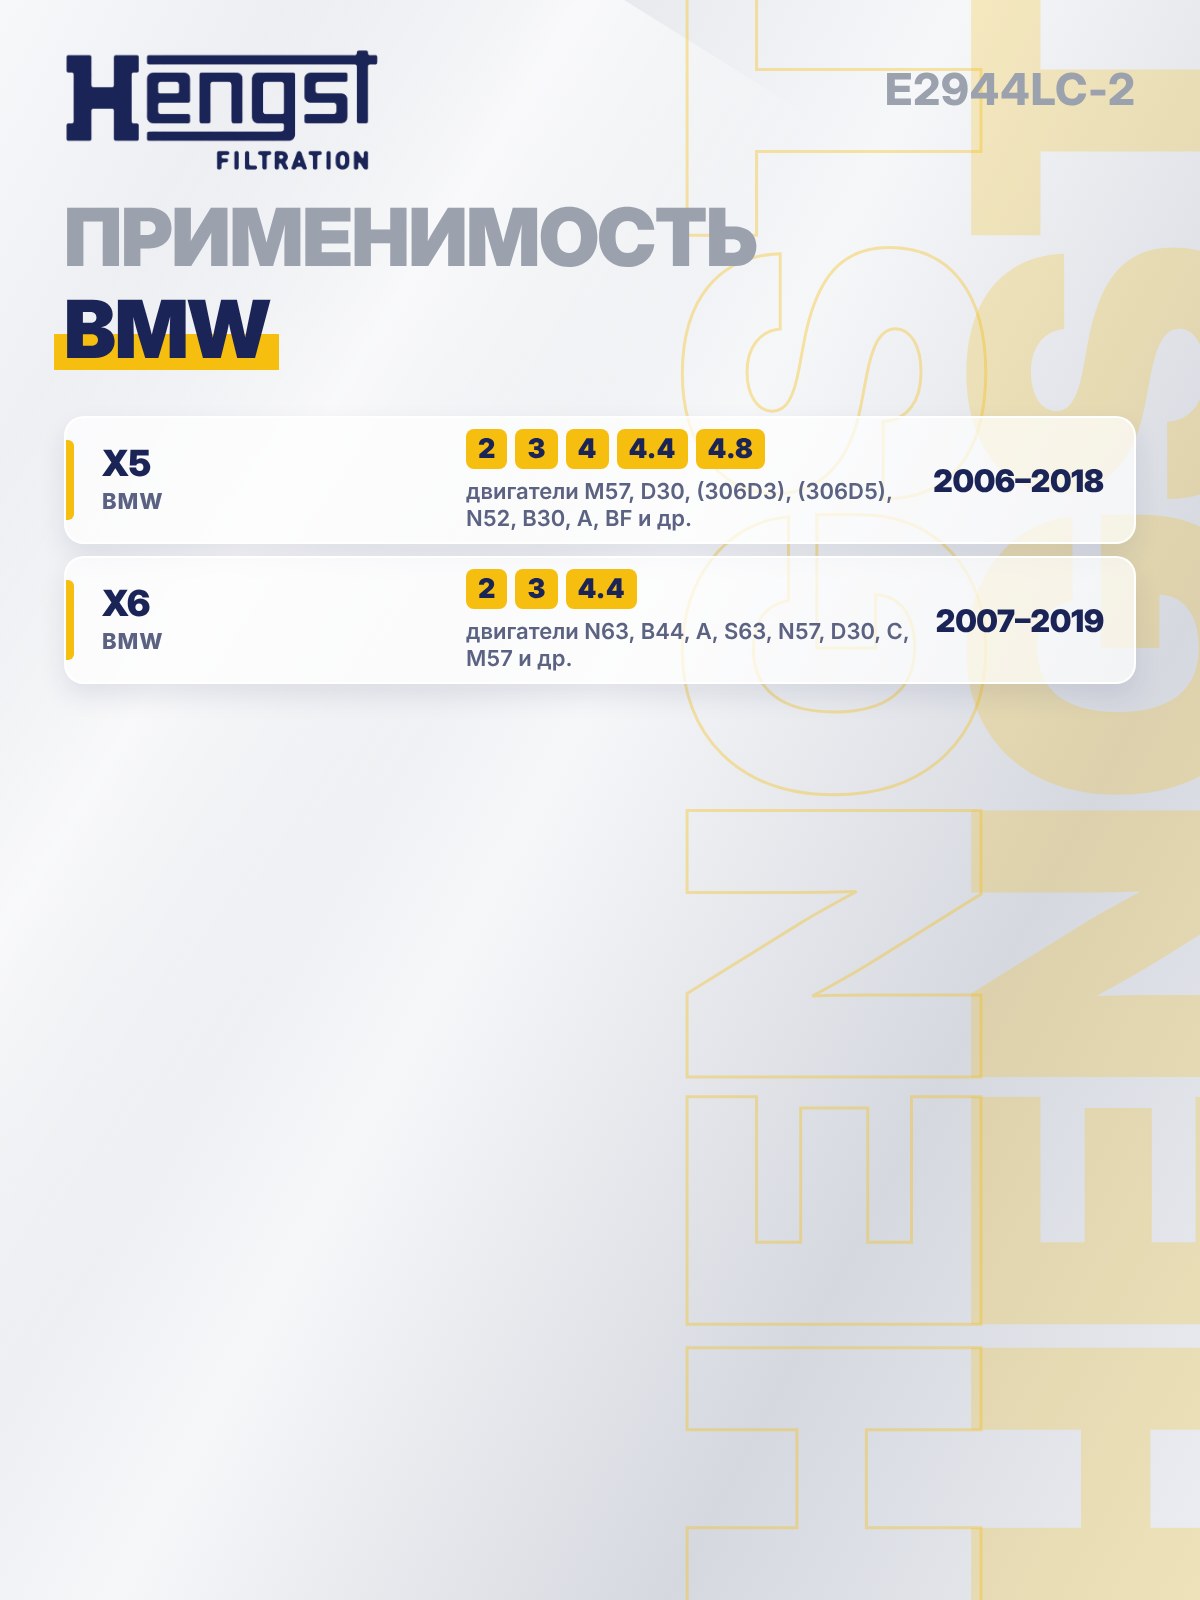 Hengst
FILTRATION
E2944LC-2
ПРИМЕНИМОСТЬ
BMW
X5
BMW
2 3 4 4.4 4.8
двигатели M57, D30, (306D3), (306D5),
N52, B30, A, BF и др.
2006–2018
X6
BMW
2 3 4.4
двигатели N63, B44, A, S63, N57, D30, C,
M57 и др.
2007–2019
HENGST
HENGST